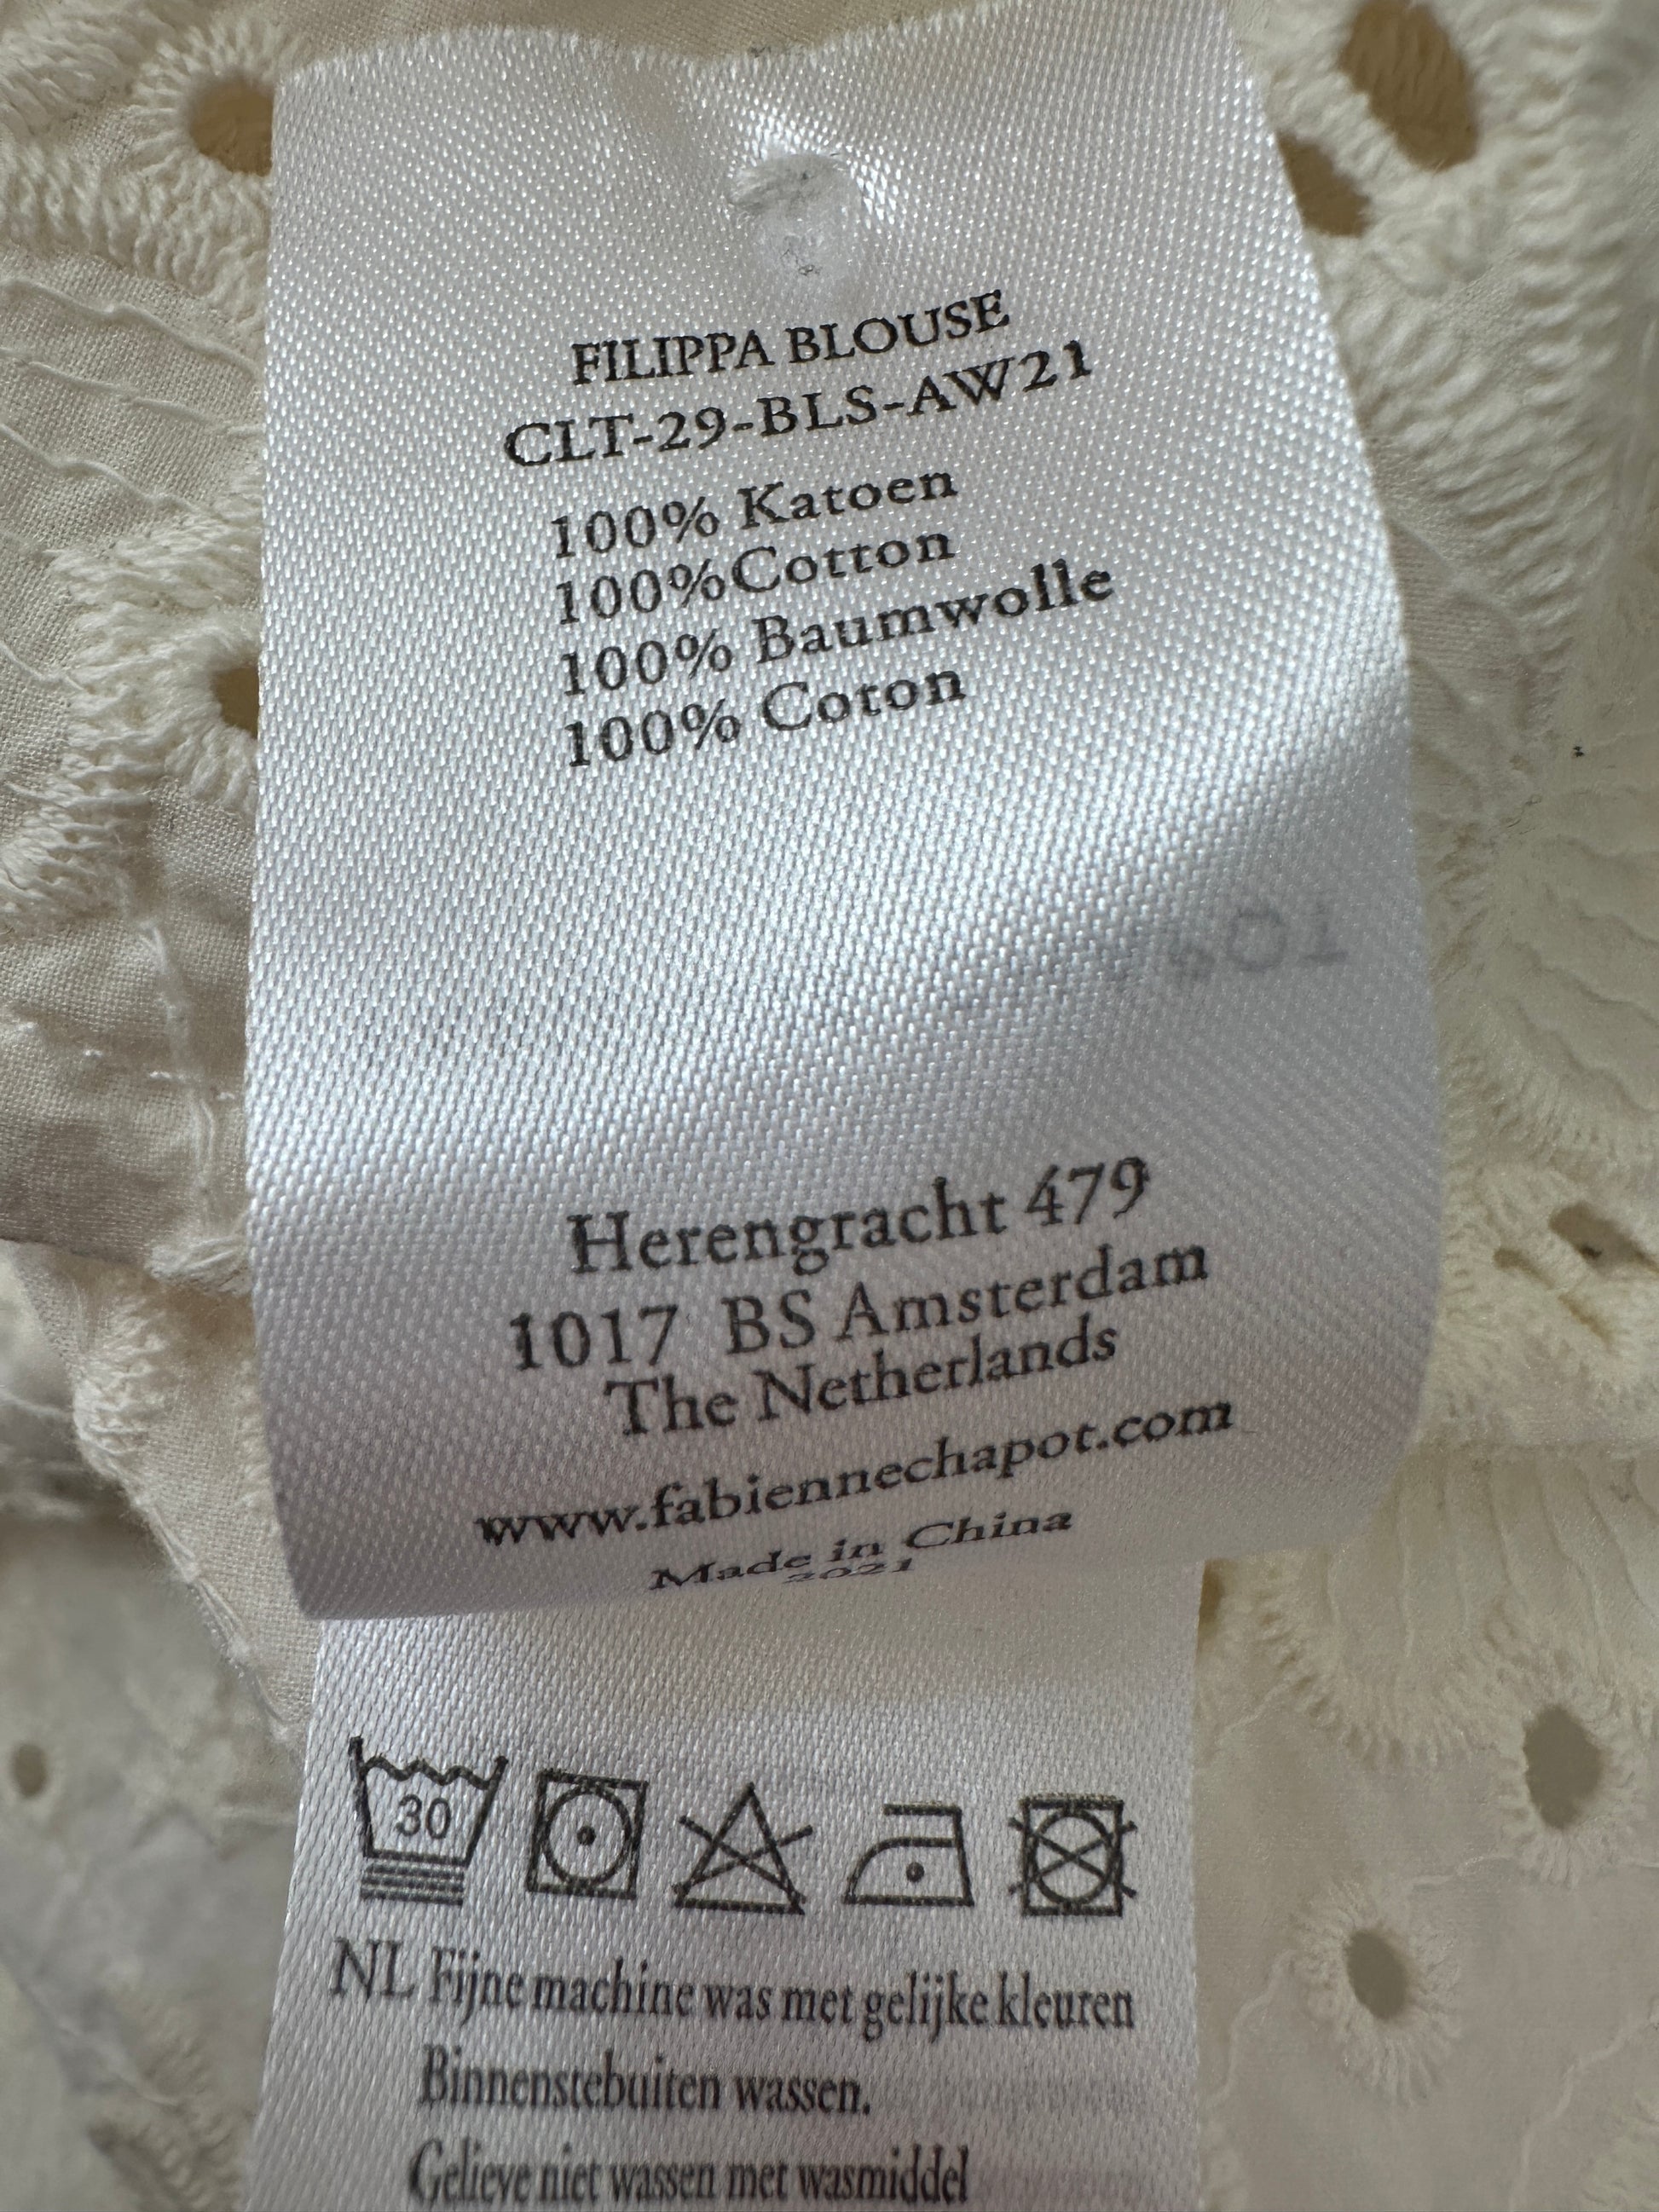 FILIPPA BLOUSE
CLT-29-BLS-AW21
100% Katoen
100%Cotton
100% Baumwolle
100% Coton
Herengracht 479
1017 BS Amsterdam
The Netherlands
www.fabiennechapot.com
Made in China
2021
30
NL Fijne machine was met gelijke kleuren
Binnenstebuiten wassen.
Gelieve niet wassen met wasmiddel